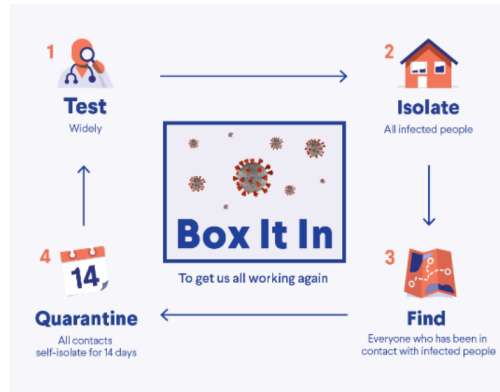 1
Test
Widely
2
Isolate
All infected people
Box It In
To get us all working again
4
14
Quarantine
All contacts
self-isolate for 14 days
3
Find
Everyone who has been in
contact with infected people